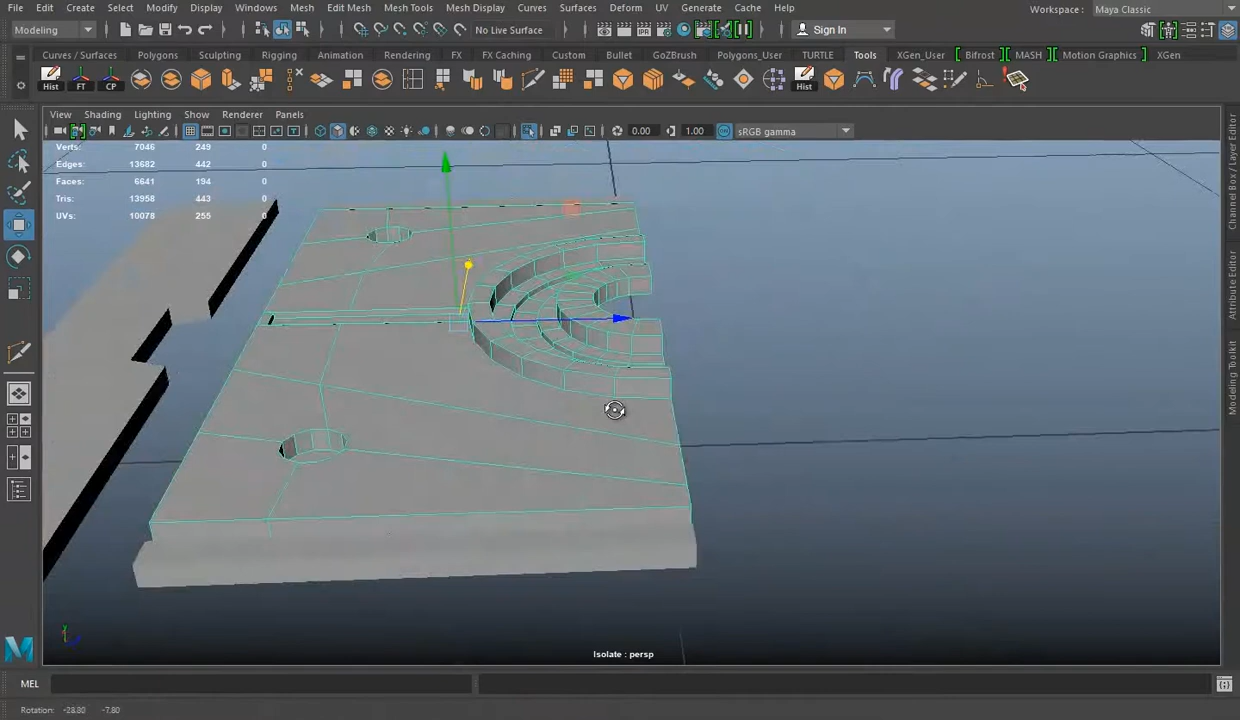 File Edit Create Select Modify Display Windows Mesh Edit Mesh Mesh Tools Mesh Display Curves Surfaces Deform UV Generate Cache Help
Workspace : Maya Classic
Modeling No Live Surface Sign In
Curves / Surfaces Polygons Sculpting Rigging Animation Rendering FX FX Caching Custom Bullet GoZBrush Polygons_User TURTLE Tools XGen_User Bifrost MASH Motion Graphics XGen
Hist FT CP Hist
View Shading Lighting Show Renderer Panels
0.00 1.00 sRGB gamma
Verts: 7046 249 0
Edges: 13682 442 0
Faces: 6641 194 0
Tris: 13958 443 0
UVs: 10078 255 0
Channel Box / Layer Editor
Attribute Editor
Modeling Toolkit
Isolate : persp
MEL
Rotation: -28.80 -7.80